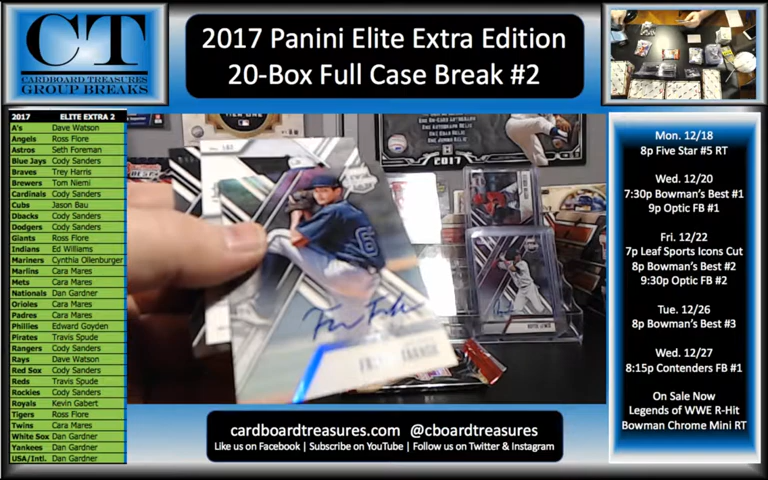 CT
CARDBOARD TREASURES
GROUP BREAKS
2017 Panini Elite Extra Edition
20-Box Full Case Break #2
2017 ELITE EXTRA 2
A's Dave Watson
Angels Ross Flore
Astros Seth Foreman
Blue Jays Cody Sanders
Braves Trey Harris
Brewers Tom Niemi
Cardinals Cody Sanders
Cubs Jason Bau
Dbacks Cody Sanders
Dodgers Cody Sanders
Giants Ross Flore
Indians Ed Williams
Mariners Cynthia Ollenburger
Marlins Cara Mares
Mets Cara Mares
Nationals Dan Gardner
Orioles Cara Mares
Padres Cara Mares
Phillies Edward Goyden
Pirates Travis Spude
Rangers Cody Sanders
Rays Dave Watson
Red Sox Cody Sanders
Reds Travis Spude
Rockies Cody Sanders
Royals Kevin Gabert
Tigers Ross Flore
Twins Cara Mares
White Sox Dan Gardner
Yankees Dan Gardner
USA/Intl. Dan Gardner
2017
6
Mon. 12/18
8p Five Star #5 RT
Wed. 12/20
7:30p Bowman's Best #1
9p Optic FB #1
Fri. 12/22
7p Leaf Sports Icons Cut
8p Bowman's Best #2
9:30p Optic FB #2
Tue. 12/26
8p Bowman's Best #3
Wed. 12/27
8:15p Contenders FB #1
On Sale Now
Legends of WWE R-Hit
Bowman Chrome Mini RT
cardboardtreasures.com @cboardtreasures
Like us on Facebook | Subscribe on YouTube | Follow us on Twitter & Instagram